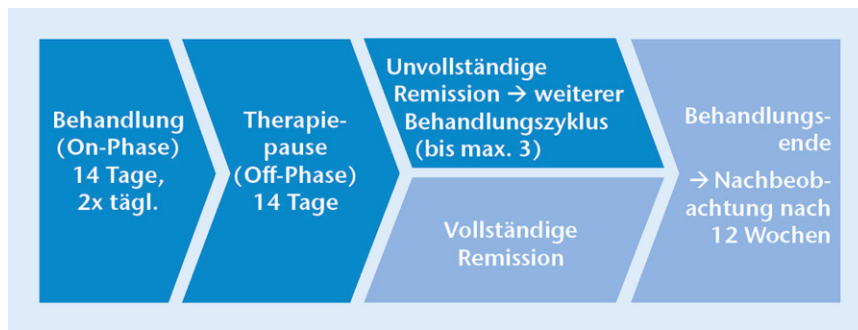 Behandlung
(On-Phase)
14 Tage,
2x tägl.
Therapie-
pause
(Off-Phase)
14 Tage
Unvollständige
Remission → weiterer
Behandlungszyklus
(bis max. 3)
Vollständige
Remission
Behandlungs-
ende
→ Nachbeob-
achtung nach
12 Wochen